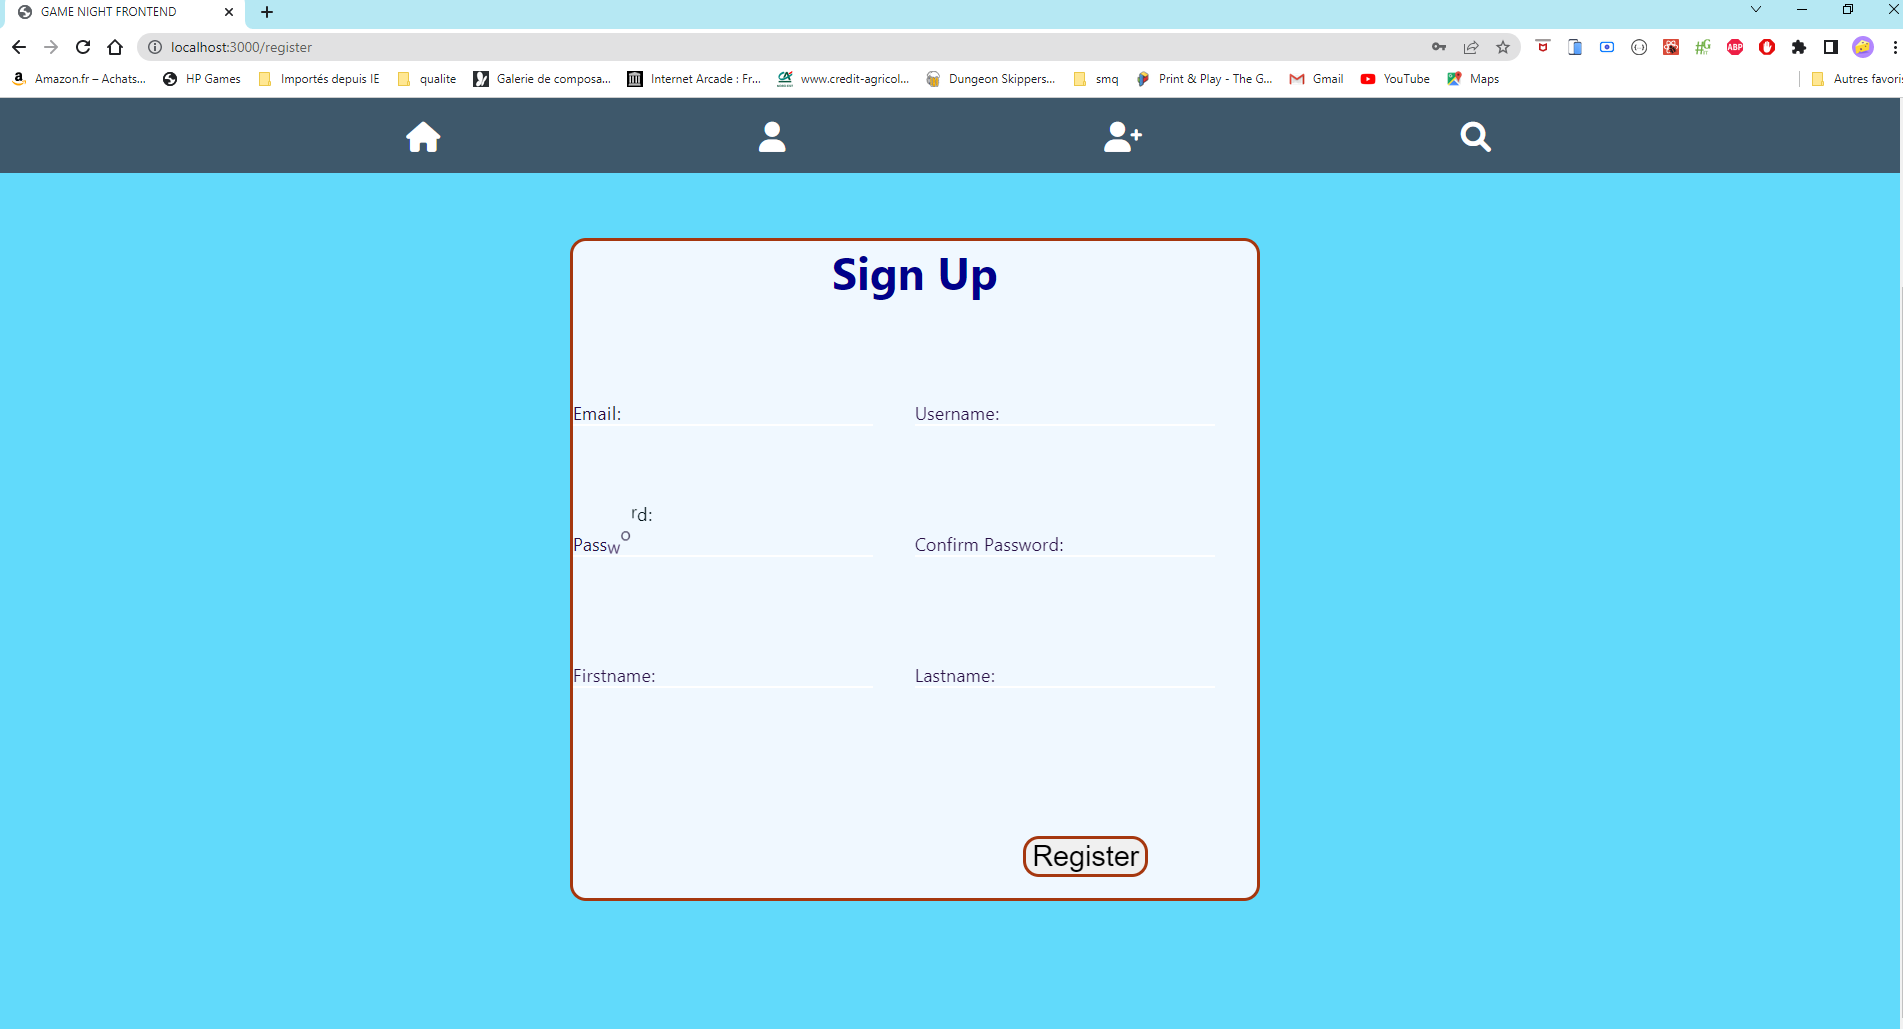 GAME NIGHT FRONTEND
localhost:3000/register
Amazon.fr – Achats... HP Games Importés depuis IE qualite Galerie de composa... Internet Arcade : Fr... www.credit-agricol... Dungeon Skippers... smq Print & Play - The G... Gmail YouTube Maps Autres favoris
Sign Up
Email: Username:
Password: Confirm Password:
Firstname: Lastname:
Register